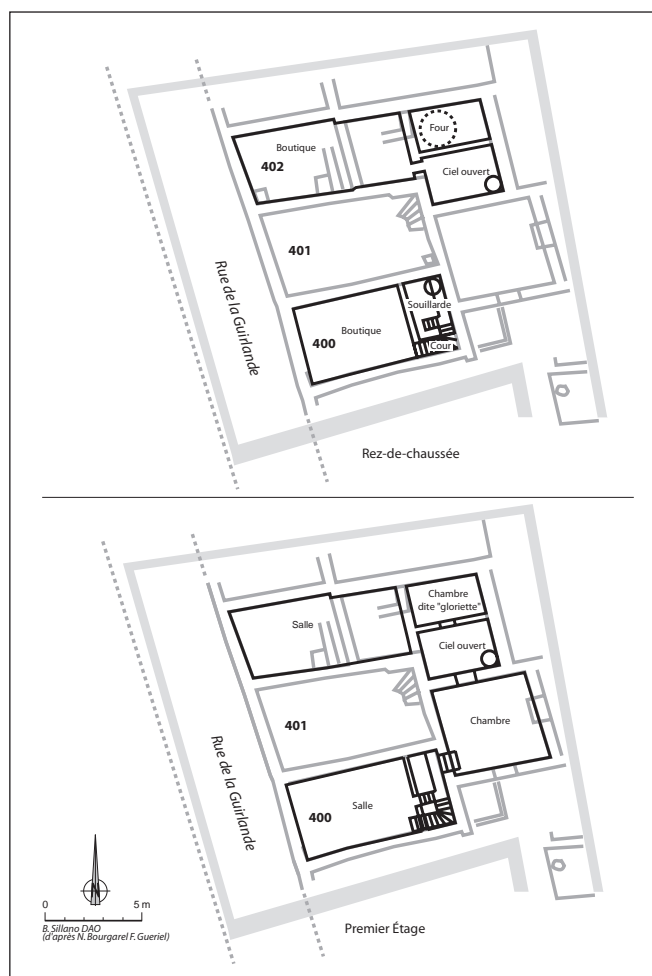 Four
Boutique
402
Ciel ouvert
401
Rue de la Guirlande
Souillarde
Boutique
400
Cour
Rez-de-chaussée
Chambre
dite "gloriette"
Salle
Ciel ouvert
401
Chambre
Rue de la Guirlande
Salle
400
N
0 5 m
B. Sillano DAO
(d'après N. Bourgarel F. Gueriel)
Premier Étage